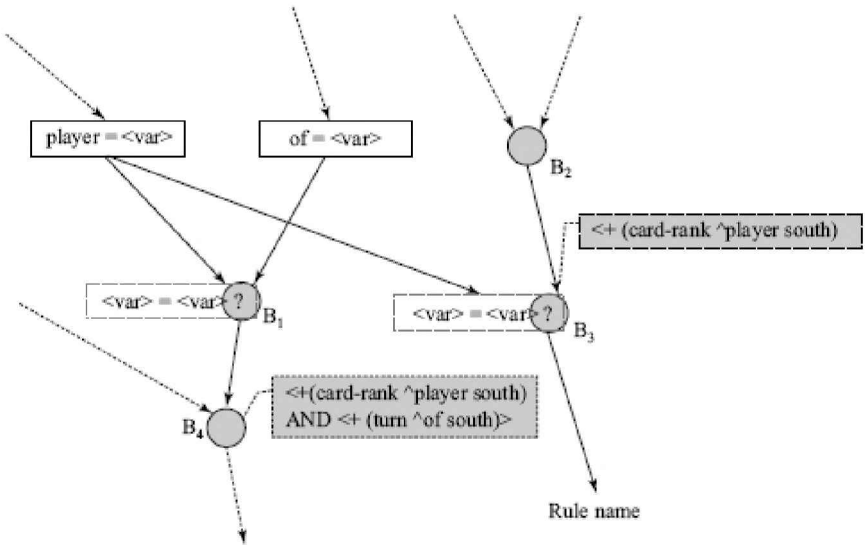 player = <var>
of = <var>
B2
<+ (card-rank ^player south)
<var> = <var> ?
B1
<var> = <var> ?
B3
<+(card-rank ^player south)
AND <+ (turn ^of south)>
B4
Rule name